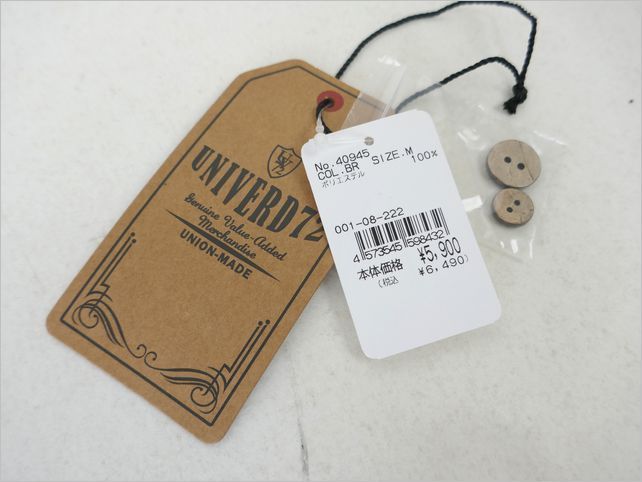 UNIVERD72
Genuine Value-Added
Merchandise
UNION-MADE
No.40945
COL.BR SIZE.M
ポリエステル 100%
001-08-222
4 573545 598432
本体価格 ¥5,900
(税込 ¥6,490)